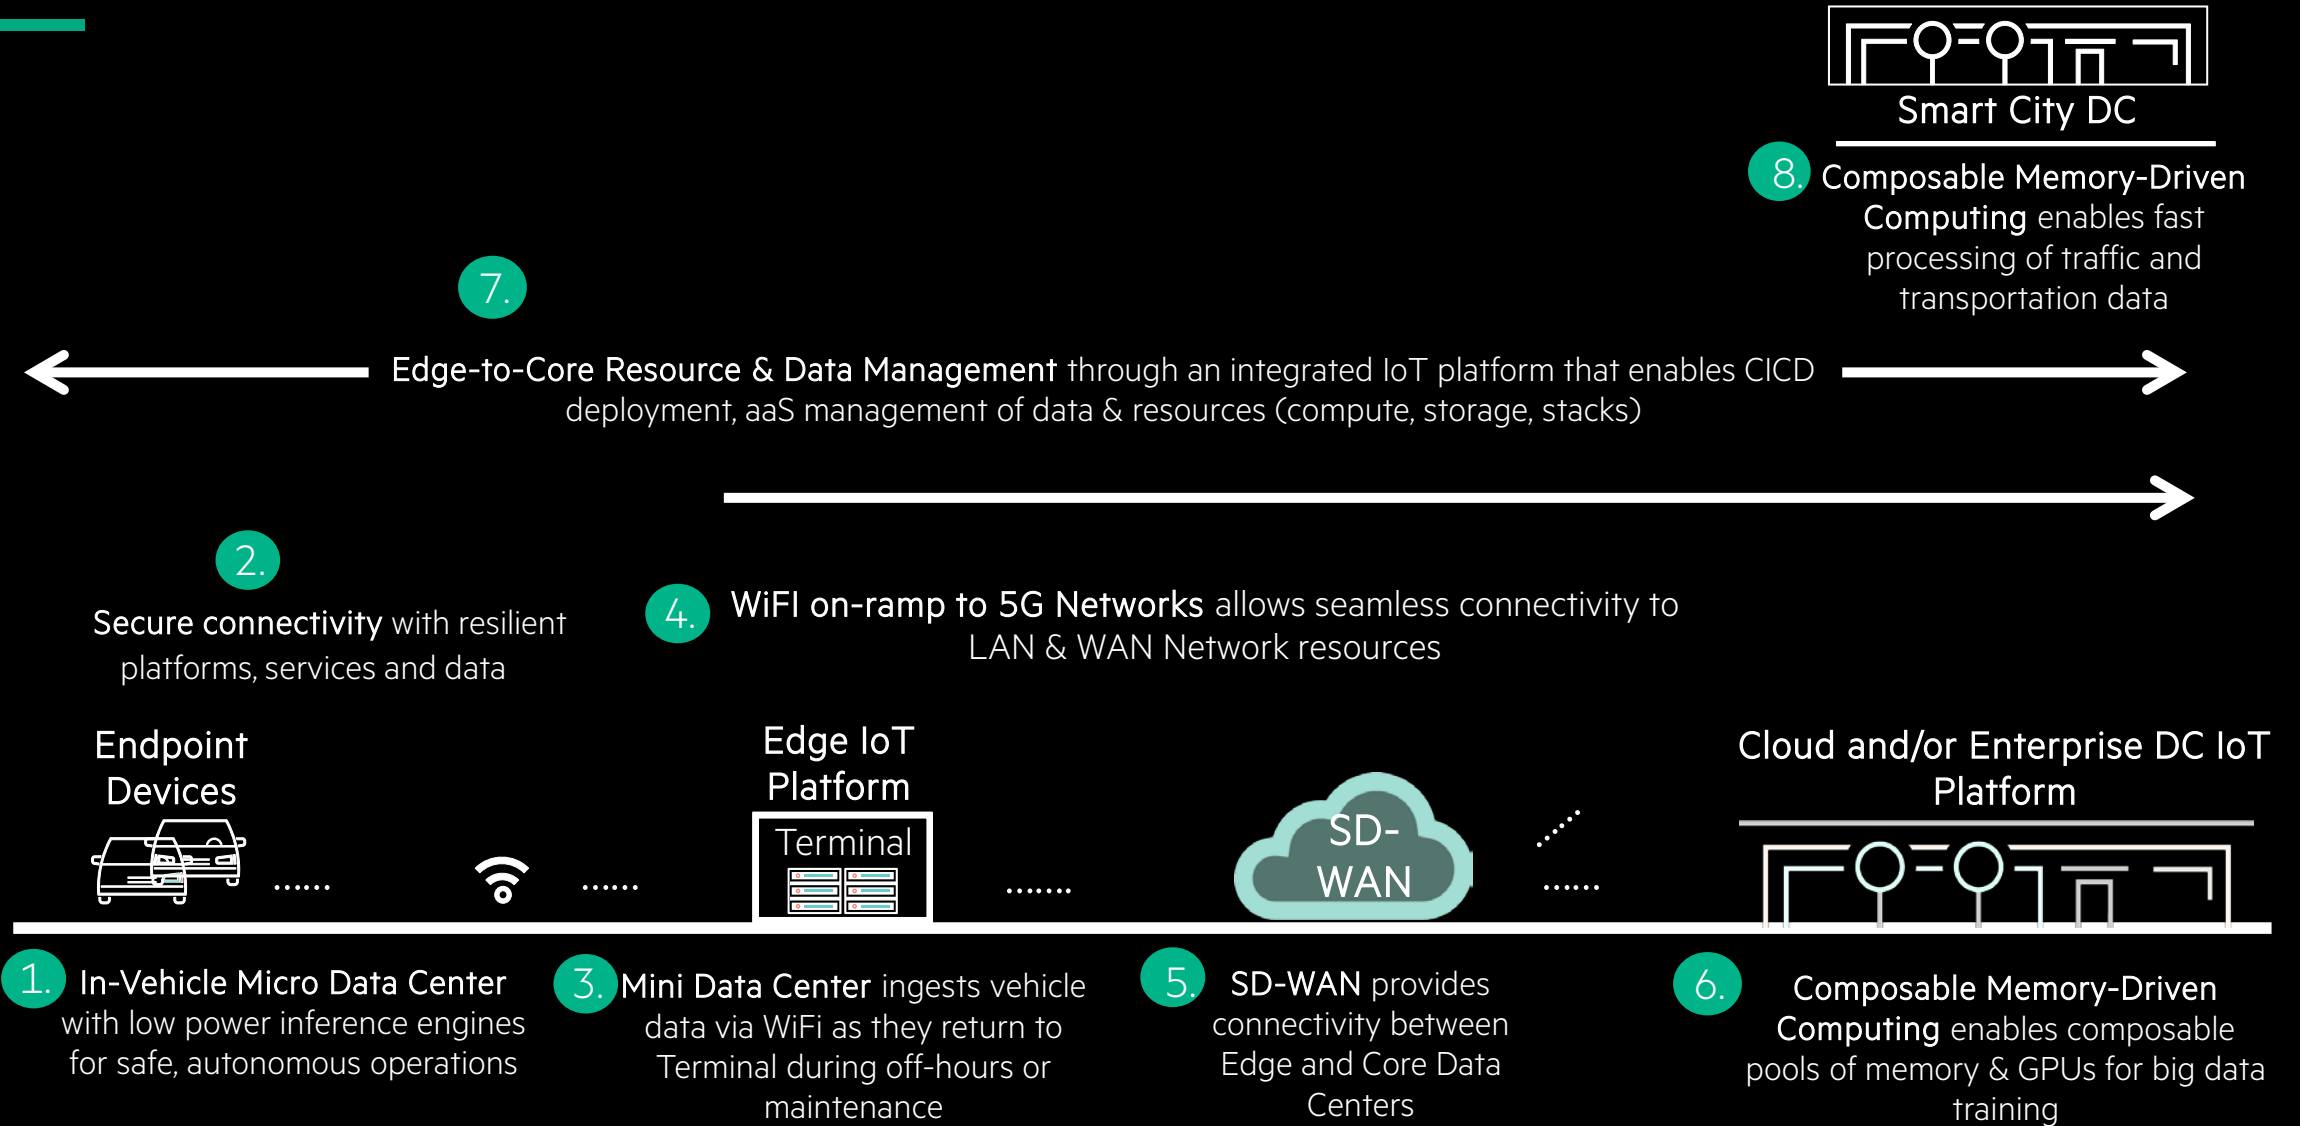 Smart City DC
8.
Composable Memory-Driven
Computing enables fast
processing of traffic and
transportation data
7.
Edge-to-Core Resource & Data Management through an integrated IoT platform that enables CICD
deployment, aaS management of data & resources (compute, storage, stacks)
2.
Secure connectivity with resilient
platforms, services and data
4.
WiFI on-ramp to 5G Networks allows seamless connectivity to
LAN & WAN Network resources
Endpoint
Devices
Edge IoT
Platform
Terminal
SD-
WAN
Cloud and/or Enterprise DC IoT
Platform
1.
In-Vehicle Micro Data Center
with low power inference engines
for safe, autonomous operations
3.
Mini Data Center ingests vehicle
data via WiFi as they return to
Terminal during off-hours or
maintenance
5.
SD-WAN provides
connectivity between
Edge and Core Data
Centers
6.
Composable Memory-Driven
Computing enables composable
pools of memory & GPUs for big data
training